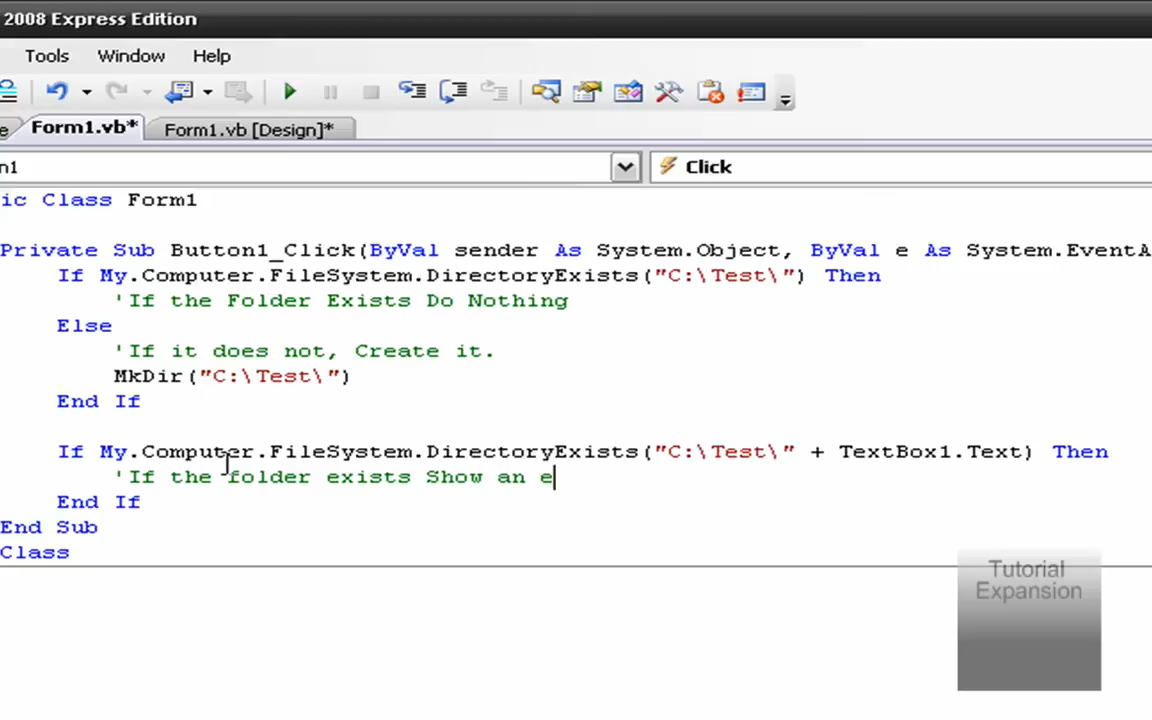 2008 Express Edition
Tools Window Help
Form1.vb* Form1.vb [Design]*
n1 Click
ic Class Form1
Private Sub Button1_Click(ByVal sender As System.Object, ByVal e As System.EventA
If My.Computer.FileSystem.DirectoryExists("C:\Test\") Then
'If the Folder Exists Do Nothing
Else
'If it does not, Create it.
MkDir("C:\Test\")
End If
If My.Computer.FileSystem.DirectoryExists("C:\Test\" + TextBox1.Text) Then
'If the folder exists Show an e
End If
End Sub
Class
Tutorial
Expansion